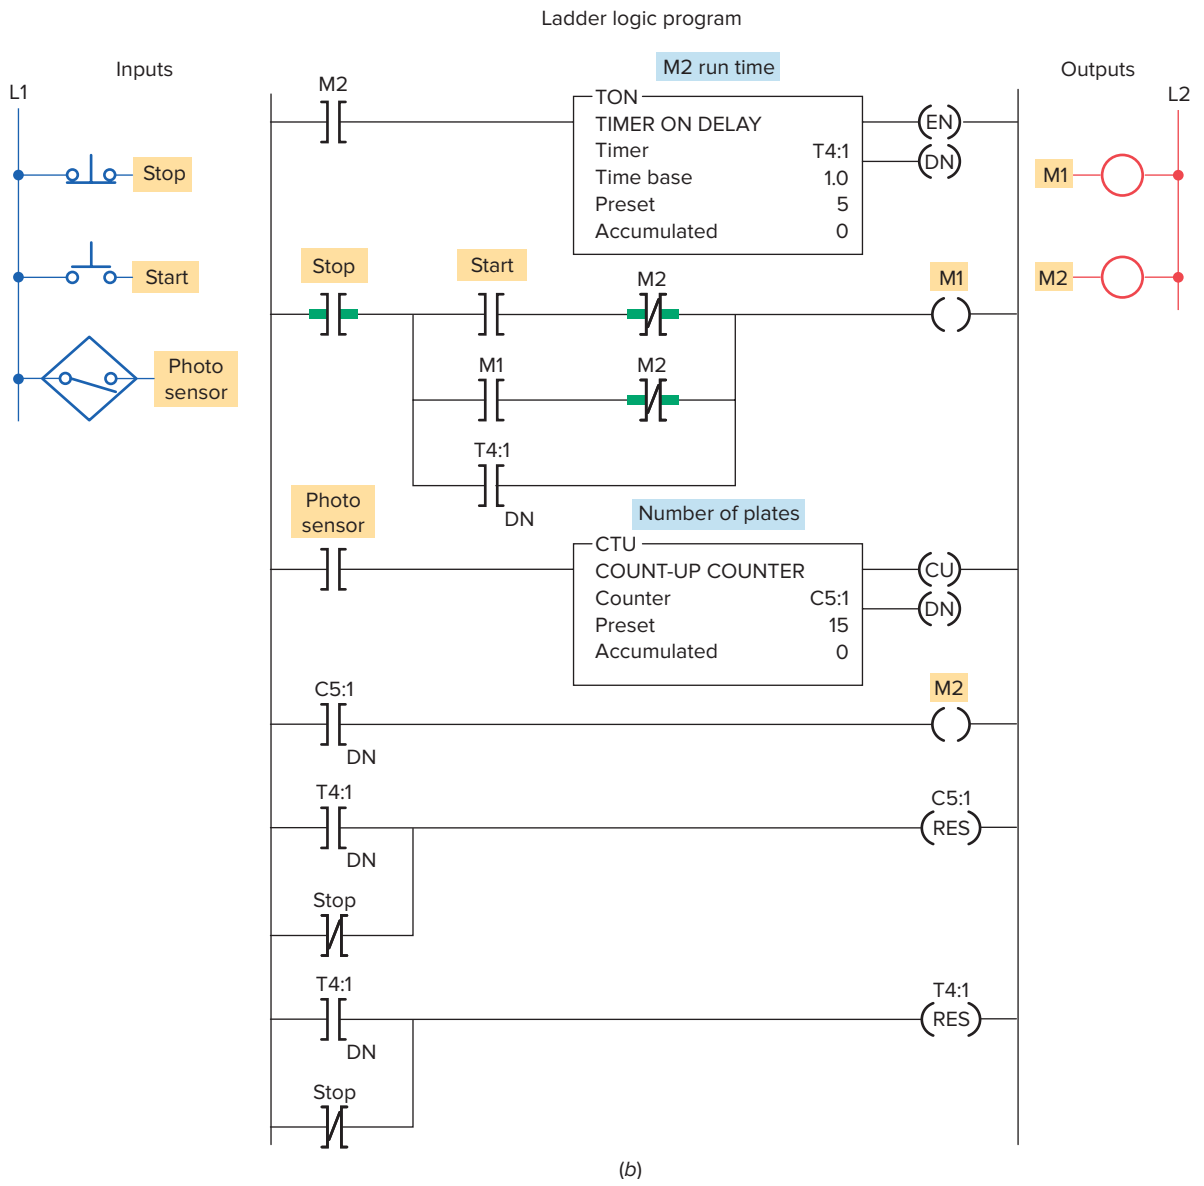 Ladder logic program
Inputs
L1
Stop
Start
Photo
sensor
M2 run time
M2
TON
TIMER ON DELAY
Timer T4:1
Time base 1.0
Preset 5
Accumulated 0
EN
DN
Outputs
L2
M1
M2
Stop
Start
M2
M1
M1
M2
T4:1
DN
Photo
sensor
Number of plates
CTU
COUNT-UP COUNTER
Counter C5:1
Preset 15
Accumulated 0
CU
DN
C5:1
DN
M2
T4:1
DN
C5:1
RES
Stop
T4:1
DN
T4:1
RES
Stop
(b)